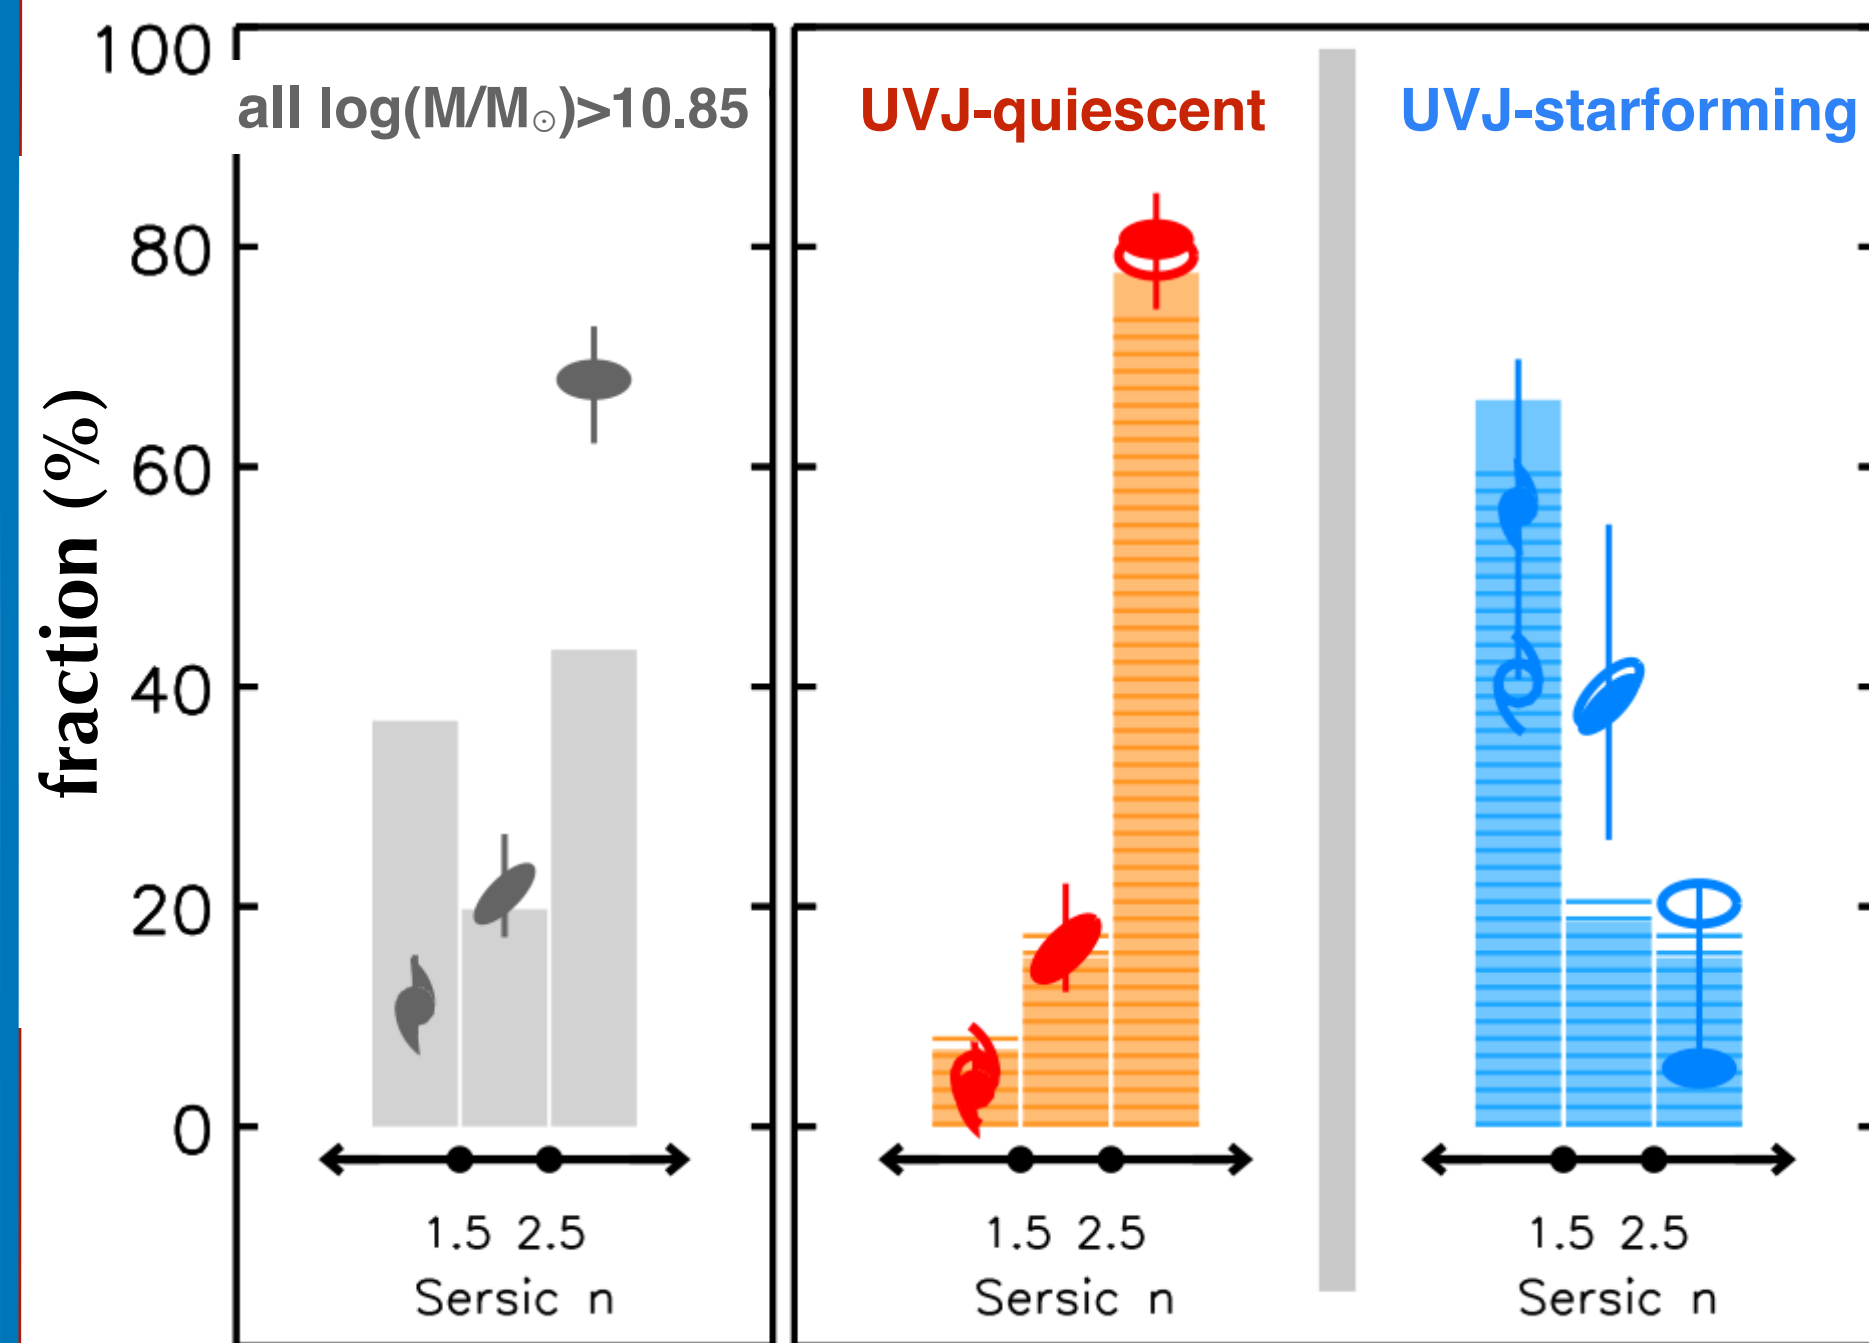 fraction (%)
100
80
60
40
20
0
all log(M/M☉)>10.85
1.5 2.5
Sersic n
UVJ-quiescent
1.5 2.5
Sersic n
UVJ-starforming
1.5 2.5
Sersic n